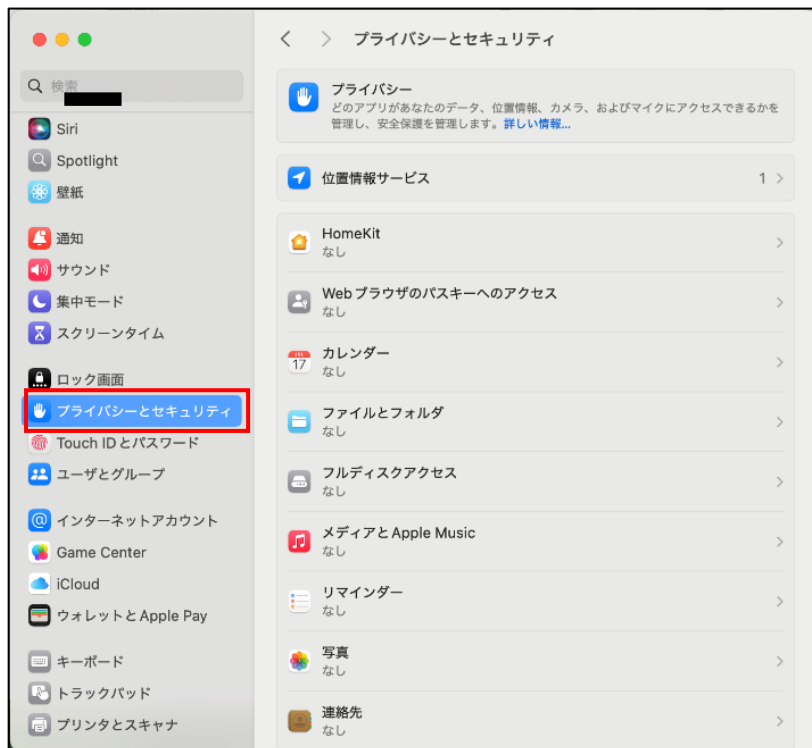 プライバシーとセキュリティ
検索
Siri
Spotlight
壁紙
通知
サウンド
集中モード
スクリーンタイム
ロック画面
プライバシーとセキュリティ
Touch IDとパスワード
ユーザとグループ
インターネットアカウント
Game Center
iCloud
ウォレットとApple Pay
キーボード
トラックパッド
プリンタとスキャナ
プライバシー
どのアプリがあなたのデータ、位置情報、カメラ、およびマイクにアクセスできるかを
管理し、安全保護を管理します。詳しい情報...
位置情報サービス 1
HomeKit
なし
Webブラウザのパスキーへのアクセス
なし
17
カレンダー
なし
ファイルとフォルダ
なし
フルディスクアクセス
なし
メディアとApple Music
なし
リマインダー
なし
写真
なし
連絡先
なし